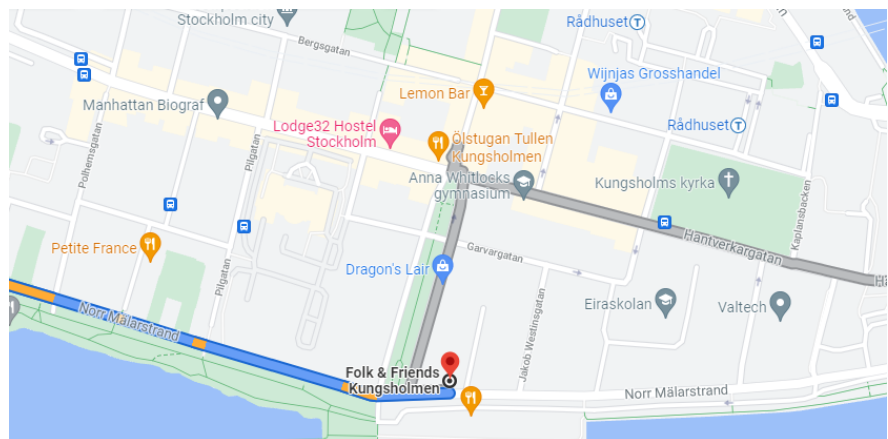 Stockholm city
Rådhuset
Bergsgatan
Lemon Bar
Wijnjas Grosshandel
Manhattan Biograf
Lodge32 Hostel
Stockholm
Polhemsgatan
Pilgatan
Ölstugan Tullen
Kungsholmen
Rådhuset
Anna Whitlocks
gymnasium
Kungsholms kyrka
Kaplansbacken
Petite France
Pilgatan
Garvargatan
Hantverkargatan
Hä
Dragon's Lair
Jakob Westinsgatan
Eiraskolan
Valtech
Norr Mälarstrand
Folk & Friends
Kungsholmen
Norr Mälarstrand